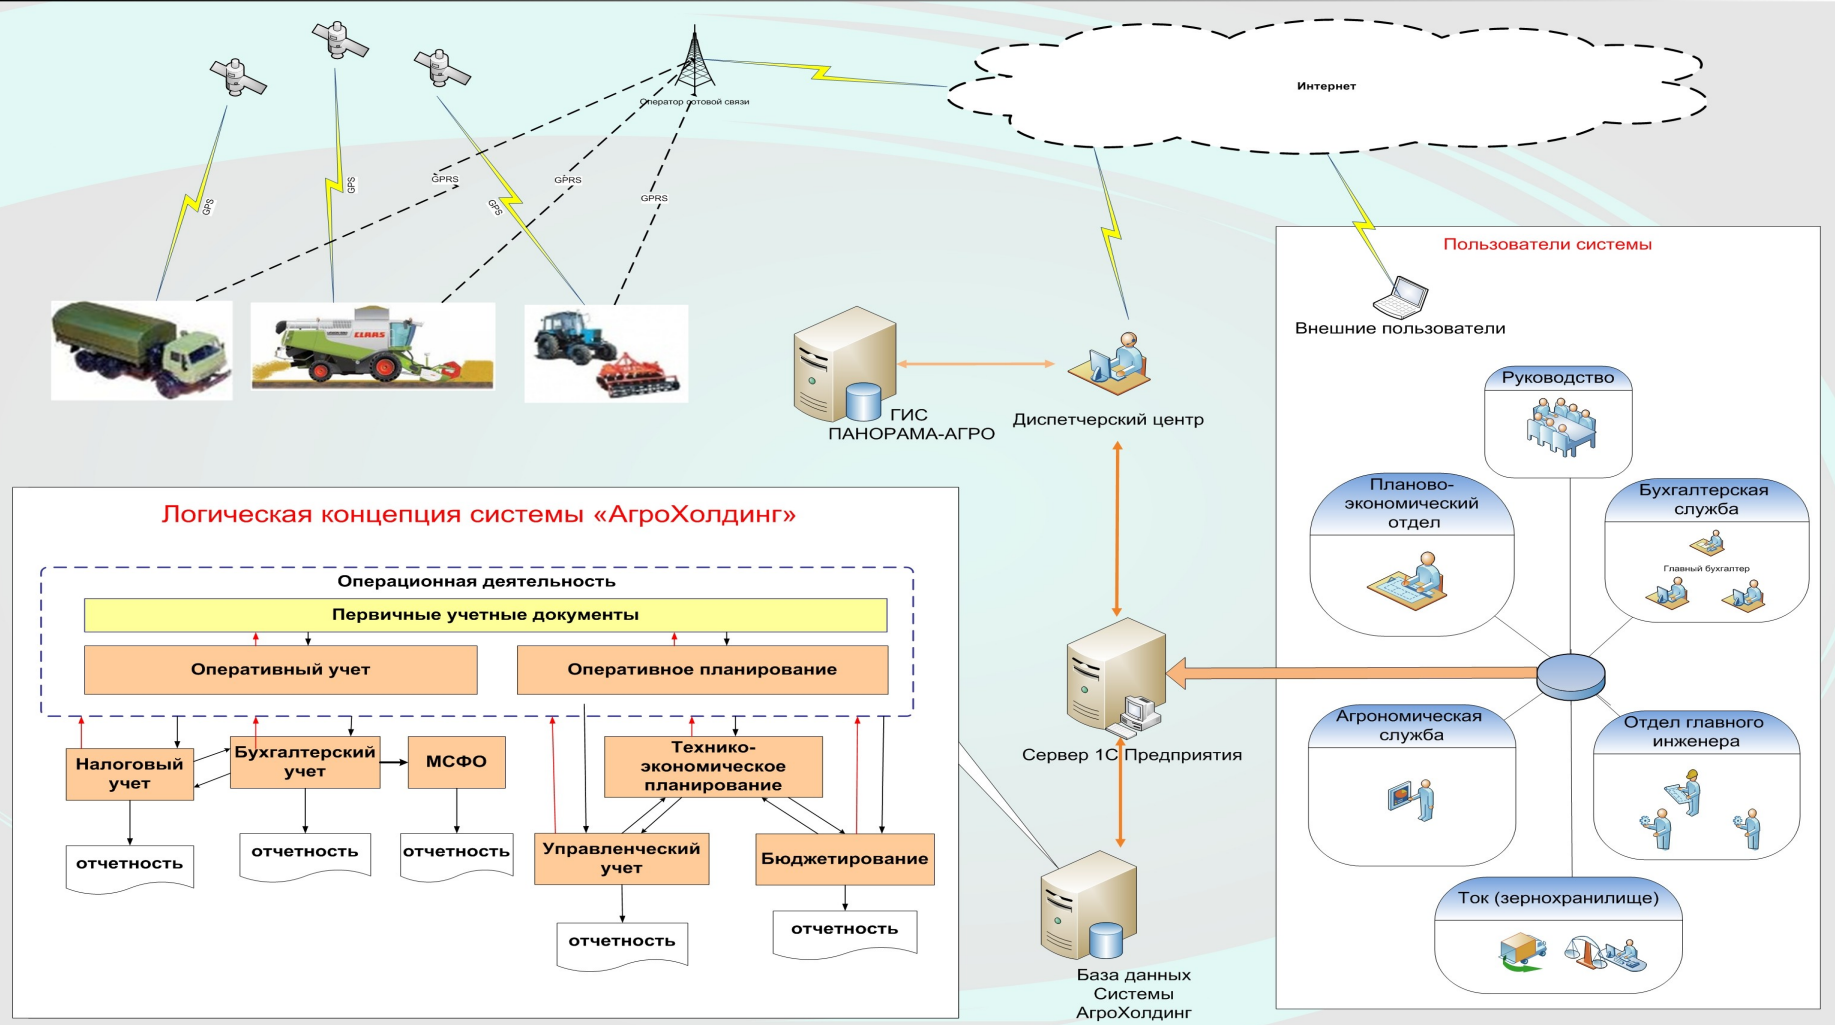 Оператор сотовой связи
Интернет
GPS
GPS
GPS
GPRS
GPRS
GPRS
CLAAS
ГИС
ПАНОРАМА-АГРО
Диспетчерский центр
Сервер 1С Предприятия
База данных
Системы
АгроХолдинг
Пользователи системы
Внешние пользователи
Руководство
Планово-
экономический
отдел
Бухгалтерская
служба
Главный бухгалтер
Агрономическая
служба
Отдел главного
инженера
Ток (зернохранилище)
Логическая концепция системы «АгроХолдинг»
Операционная деятельность
Первичные учетные документы
Оперативный учет
Оперативное планирование
Налоговый
учет
Бухгалтерский
учет
МСФО
Технико-
экономическое
планирование
отчетность
отчетность
отчетность
Управленческий
учет
Бюджетирование
отчетность
отчетность